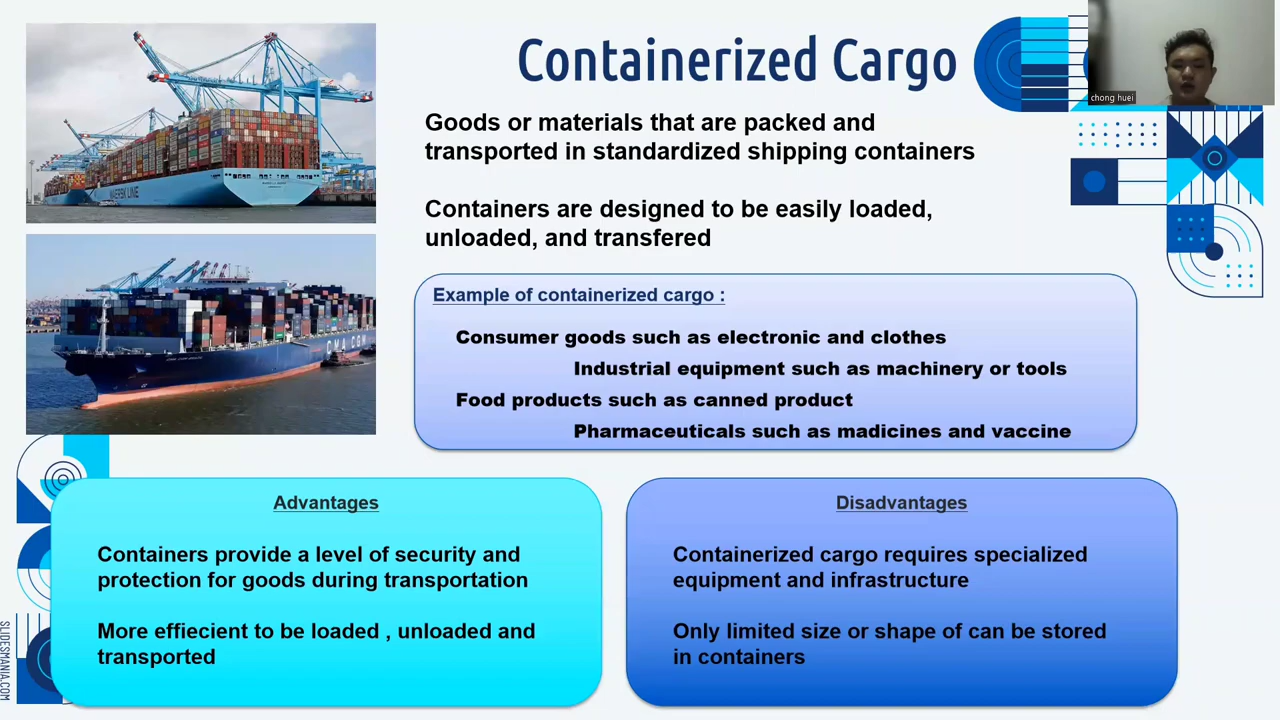 Containerized Cargo
chong huei
Goods or materials that are packed and
transported in standardized shipping containers
Containers are designed to be easily loaded,
unloaded, and transfered
MAERSK LINE
CMA CGM
Example of containerized cargo :
Consumer goods such as electronic and clothes
Industrial equipment such as machinery or tools
Food products such as canned product
Pharmaceuticals such as madicines and vaccine
Advantages
Containers provide a level of security and
protection for goods during transportation
More effiecient to be loaded , unloaded and
transported
Disadvantages
Containerized cargo requires specialized
equipment and infrastructure
Only limited size or shape of can be stored
in containers
SLIDESMANIA.COM